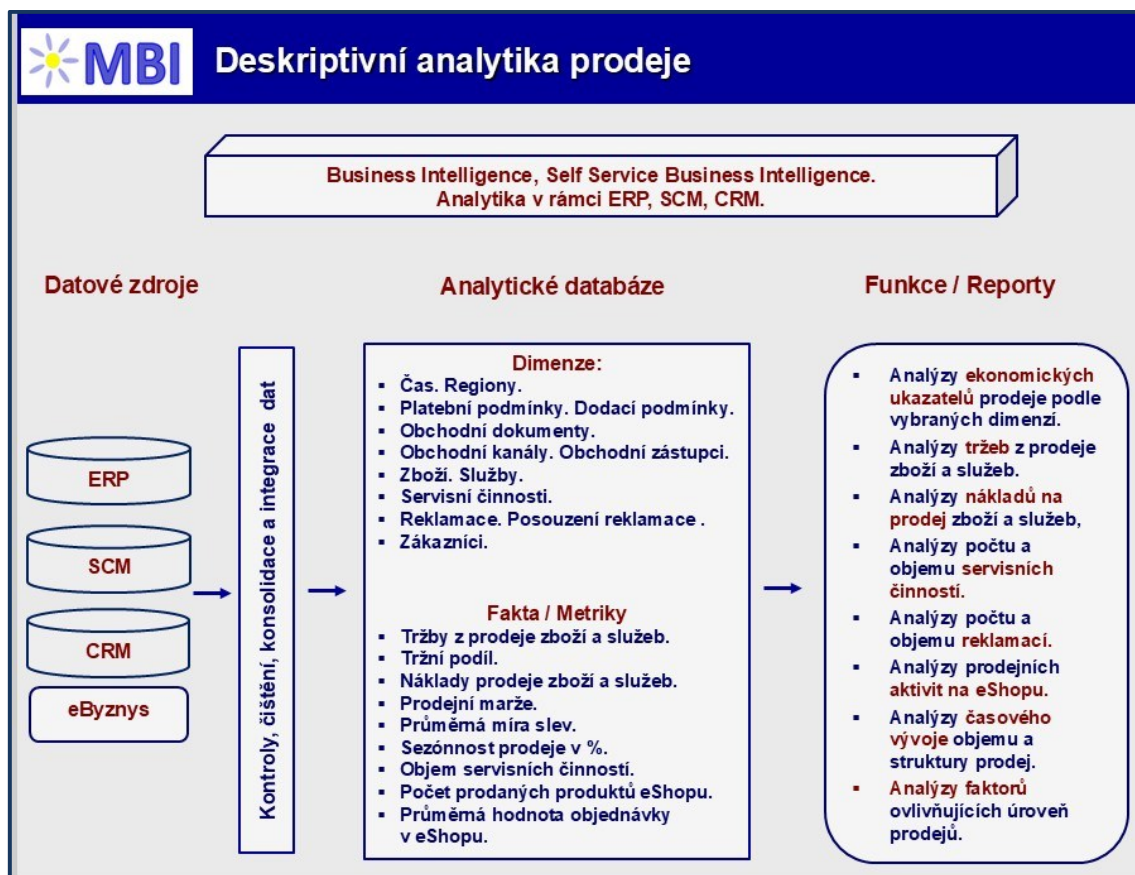 MBI
Deskriptivní analytika prodeje
Business Intelligence, Self Service Business Intelligence.
Analytika v rámci ERP, SCM, CRM.
Datové zdroje
ERP
SCM
CRM
eByznys
Kontroly, čištění, konsolidace a integrace dat
Analytické databáze
Dimenze:
▪ Čas. Regiony.
▪ Platební podmínky. Dodací podmínky.
▪ Obchodní dokumenty.
▪ Obchodní kanály. Obchodní zástupci.
▪ Zboží. Služby.
▪ Servisní činnosti.
▪ Reklamace. Posouzení reklamace .
▪ Zákazníci.
Fakta / Metriky
▪ Tržby z prodeje zboží a služeb.
▪ Tržní podíl.
▪ Náklady prodeje zboží a služeb.
▪ Prodejní marže.
▪ Průměrná míra slev.
▪ Sezónnost prodeje v %.
▪ Objem servisních činností.
▪ Počet prodaných produktů eShopu.
▪ Průměrná hodnota objednávky
v eShopu.
Funkce / Reporty
▪ Analýzy ekonomických
ukazatelů prodeje podle
vybraných dimenzí.
▪ Analýzy tržeb z prodeje
zboží a služeb.
▪ Analýzy nákladů na
prodej zboží a služeb,
▪ Analýzy počtu a
objemu servisních
činností.
▪ Analýzy počtu a
objemu reklamací.
▪ Analýzy prodejních
aktivit na eShopu.
▪ Analýzy časového
vývoje objemu a
struktury prodej.
▪ Analýzy faktorů
ovlivňujících úroveň
prodejů.